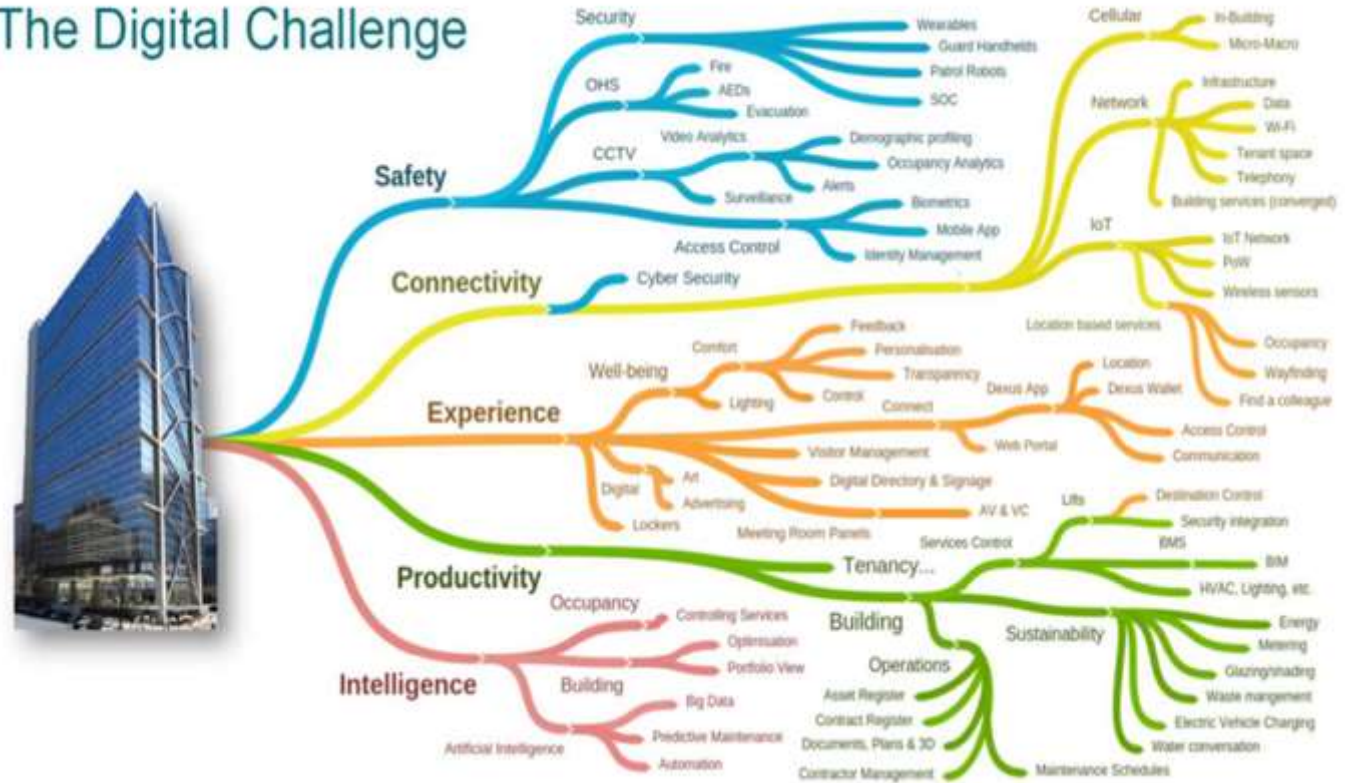 The Digital Challenge
Safety
Security
Wearables
Guard Handhelds
Patrol Robots
SOC
OHS
Fire
AEDs
Evacuation
CCTV
Video Analytics
Demographic profiling
Occupancy Analytics
Alerts
Surveillance
Access Control
Biometrics
Mobile App
Identity Management
Connectivity
Cyber Security
Cellular
In-Building
Micro-Macro
Network
Infrastructure
Data
Wi-Fi
Tenant space
Telephony
Building services (converged)
IoT
IoT Network
PoW
Wireless sensors
Location based services
Occupancy
Wayfinding
Find a colleague
Experience
Well-being
Comfort
Feedback
Personalisation
Transparency
Control
Lighting
Connect
Dexus App
Location
Dexus Wallet
Access Control
Communication
Web Portal
Visitor Management
Digital Directory & Signage
Meeting Room Panels
AV & VC
Digital
Art
Advertising
Lockers
Productivity
Tenancy...
Building
Services Control
Lifts
Destination Control
Security integration
BMS
BIM
HVAC, Lighting, etc.
Sustainability
Energy
Metering
Glazing/shading
Waste mangement
Electric Vehicle Charging
Water conversation
Operations
Asset Register
Contract Register
Documents, Plans & 3D
Contractor Management
Maintenance Schedules
Intelligence
Occupancy
Controlling Services
Building
Optimisation
Portfolio View
Artificial Intelligence
Big Data
Predictive Maintenance
Automation